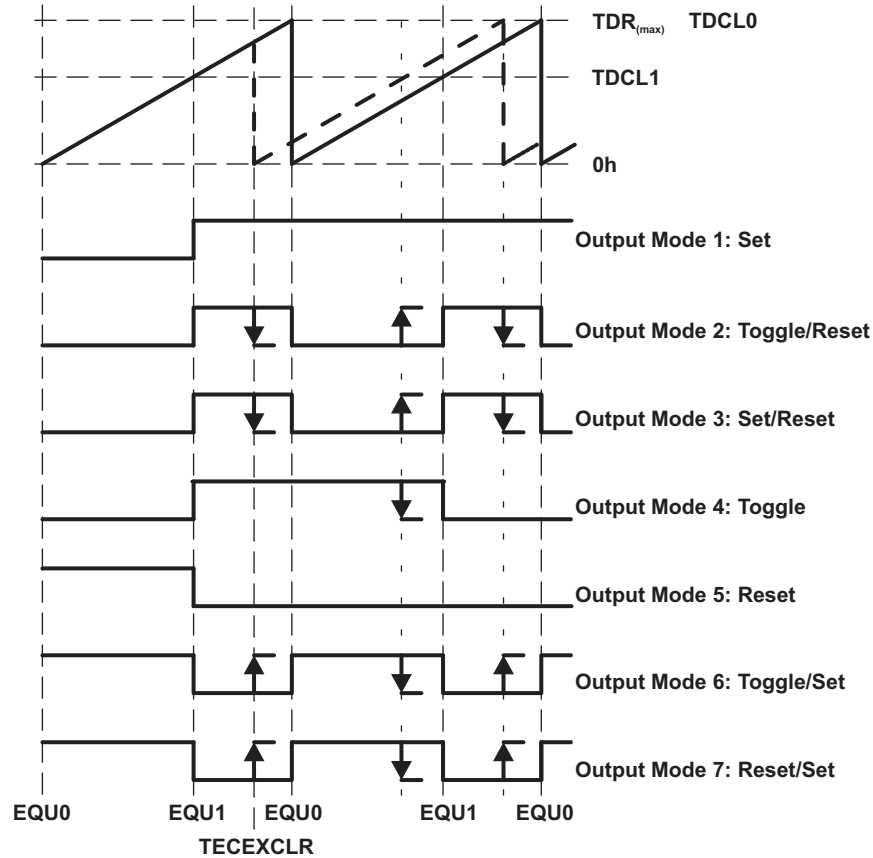 TDR(max) TDCL0
TDCL1
0h
Output Mode 1: Set
Output Mode 2: Toggle/Reset
Output Mode 3: Set/Reset
Output Mode 4: Toggle
Output Mode 5: Reset
Output Mode 6: Toggle/Set
Output Mode 7: Reset/Set
EQU0 EQU1 EQU0 EQU1 EQU0
TECEXCLR